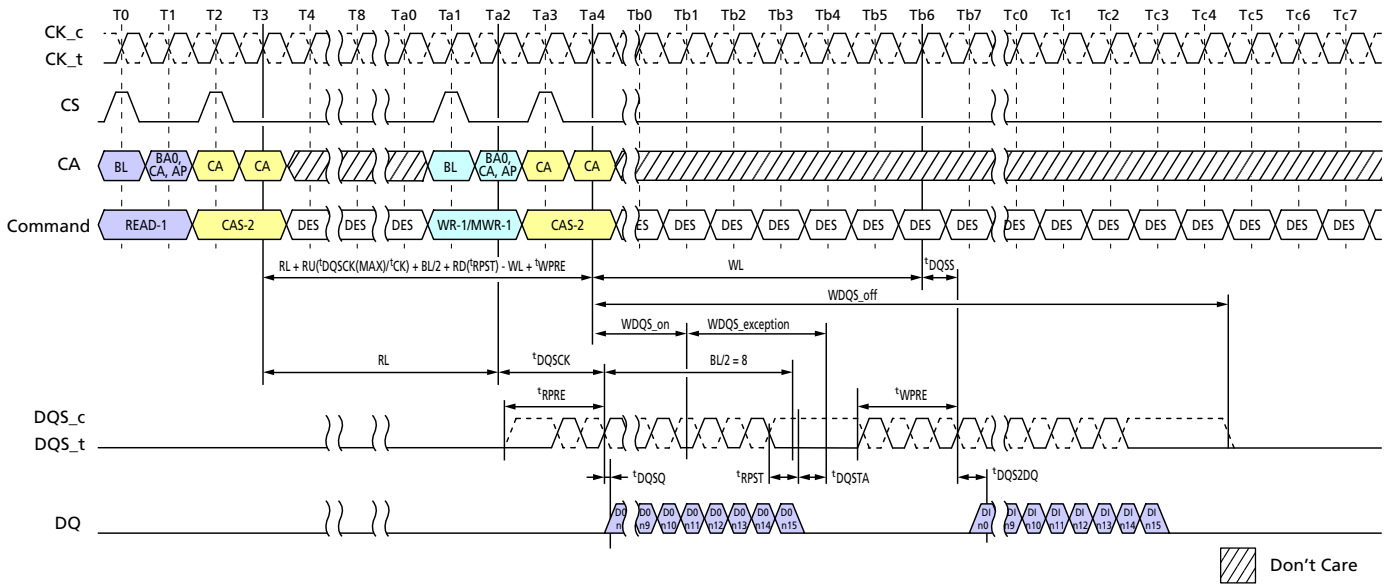 T0 T1 T2 T3 T4 T8 Ta0 Ta1 Ta2 Ta3 Ta4 Tb0 Tb1 Tb2 Tb3 Tb4 Tb5 Tb6 Tb7 Tc0 Tc1 Tc2 Tc3 Tc4 Tc5 Tc6 Tc7
CK_c
CK_t
CS
CA BL BA0, CA, AP CA CA BL BA0, CA, AP CA CA
Command READ-1 CAS-2 DES DES DES WR-1/MWR-1 CAS-2 DES DES DES DES DES DES DES DES DES DES DES DES DES DES DES DES
RL + RU(tDQSCK(MAX)/tCK) + BL/2 + RD(tRPST) - WL + tWPRE WL tDQSS
WDQS_off
WDQS_on WDQS_exception
RL tDQSCK BL/2 = 8
tRPRE tWPRE
DQS_c
DQS_t
tDQSQ tRPST tDQSTA tDQS2DQ
DQ D0 n D0 n9 D0 n10 D0 n11 D0 n12 D0 n13 D0 n14 D0 n15 DI n0 DI n9 DI n10 DI n11 DI n12 DI n13 DI n14 DI n15
Don't Care